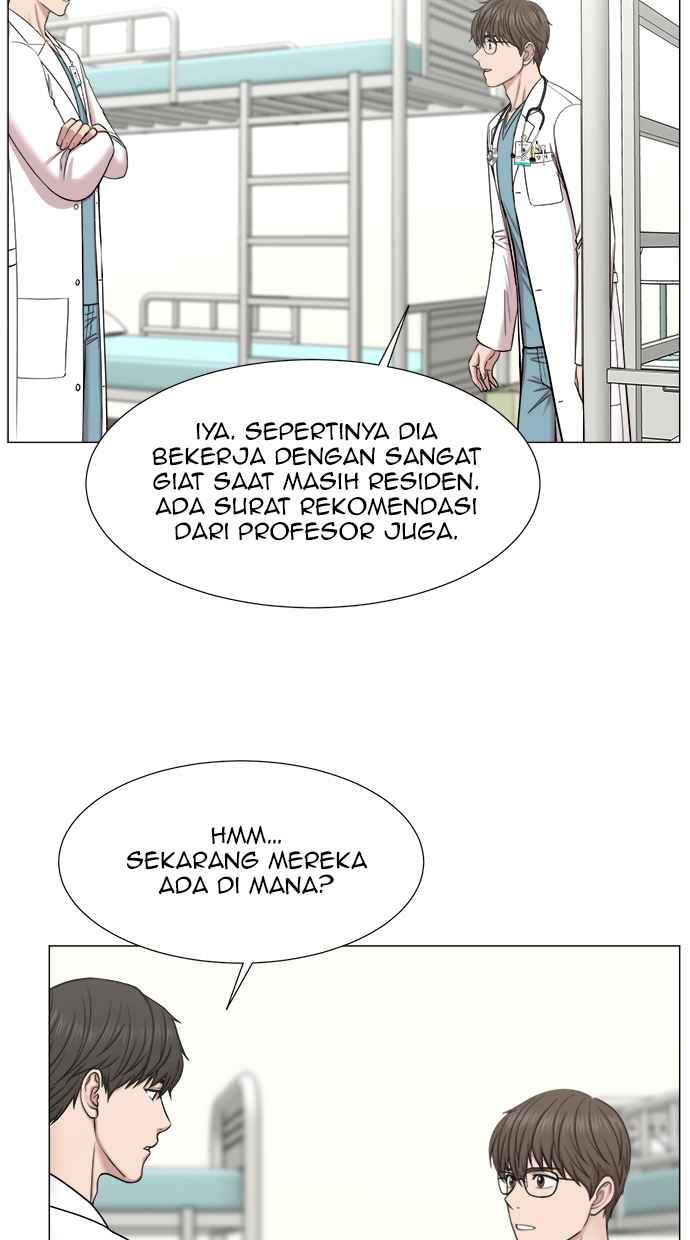 IYA. SEPERTINYA DIA
BEKERJA DENGAN SANGAT
GIAT SAAT MASIH RESIDEN.
ADA SURAT REKOMENDASI
DARI PROFESOR JUGA.
HMM...
SEKARANG MEREKA
ADA DI MANA?